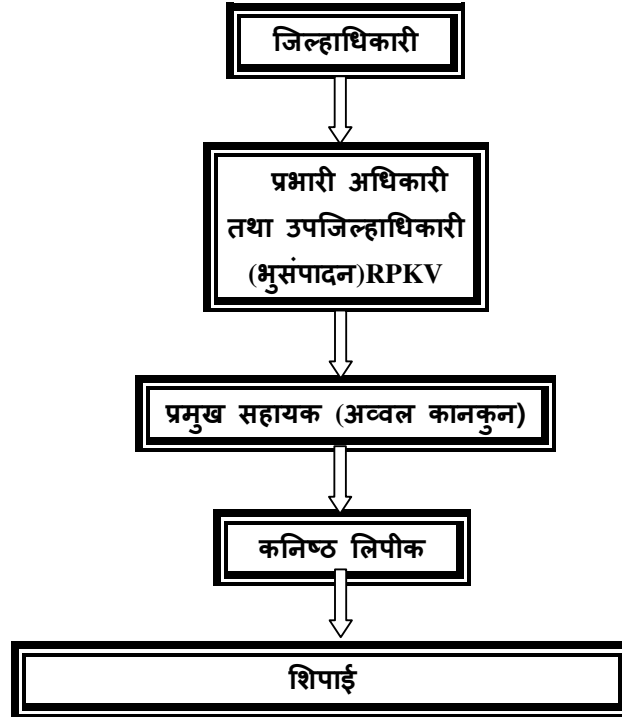 जिल्हाधिकारी
प्रभारी अधिकारी
तथा उपजिल्हाधिकारी
(भुसंपादन)RPKV
प्रमुख सहायक (अव्वल कानकुन)
कनिष्ठ लिपीक
शिपाई